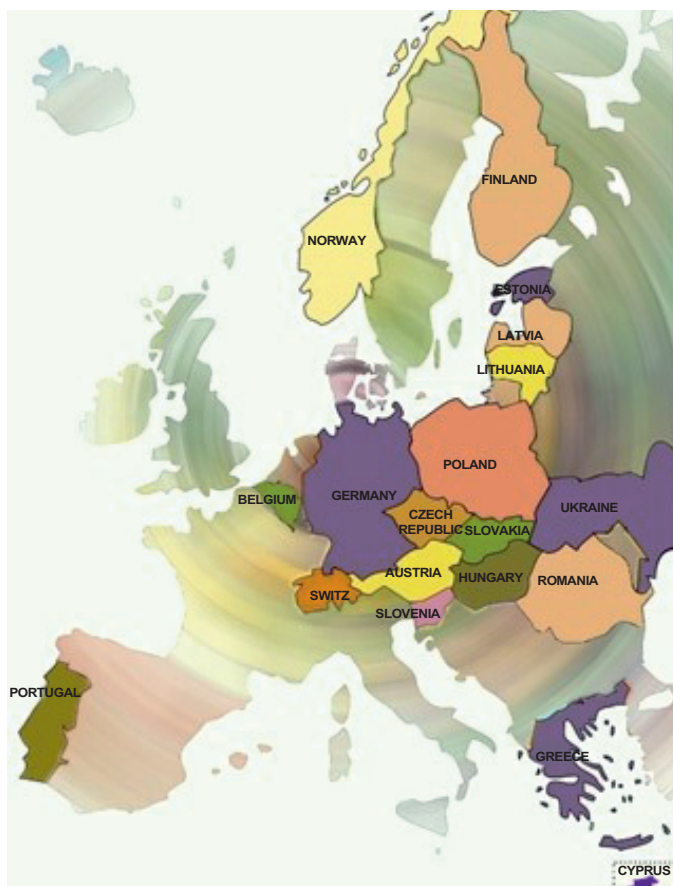 FINLAND
NORWAY
ESTONIA
LATVIA
LITHUANIA
POLAND
BELGIUM
GERMANY
UKRAINE
CZECH
REPUBLIC
SLOVAKIA
AUSTRIA
HUNGARY
ROMANIA
SWITZ
SLOVENIA
PORTUGAL
GREECE
CYPRUS